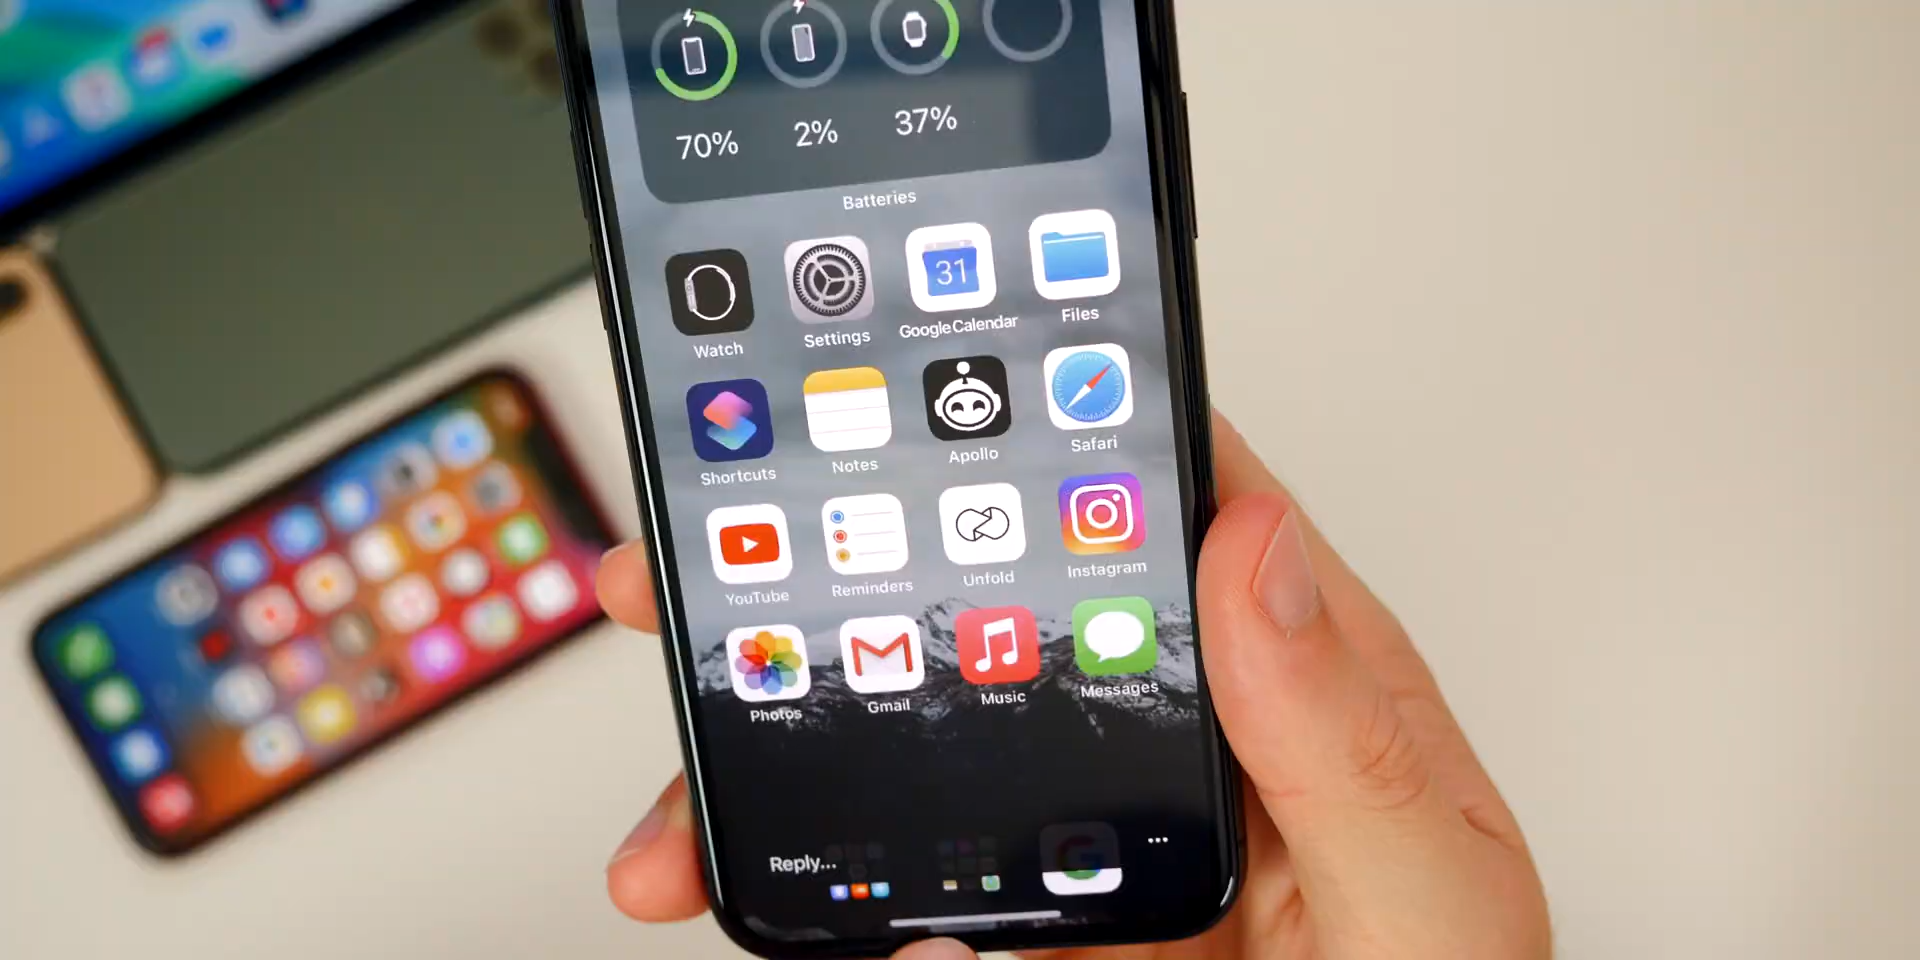 70% 2% 37%
Batteries
31
Watch Settings Google Calendar Files
Shortcuts Notes Apollo Safari
YouTube Reminders Unfold Instagram
Photos Gmail Music Messages
Reply... ...